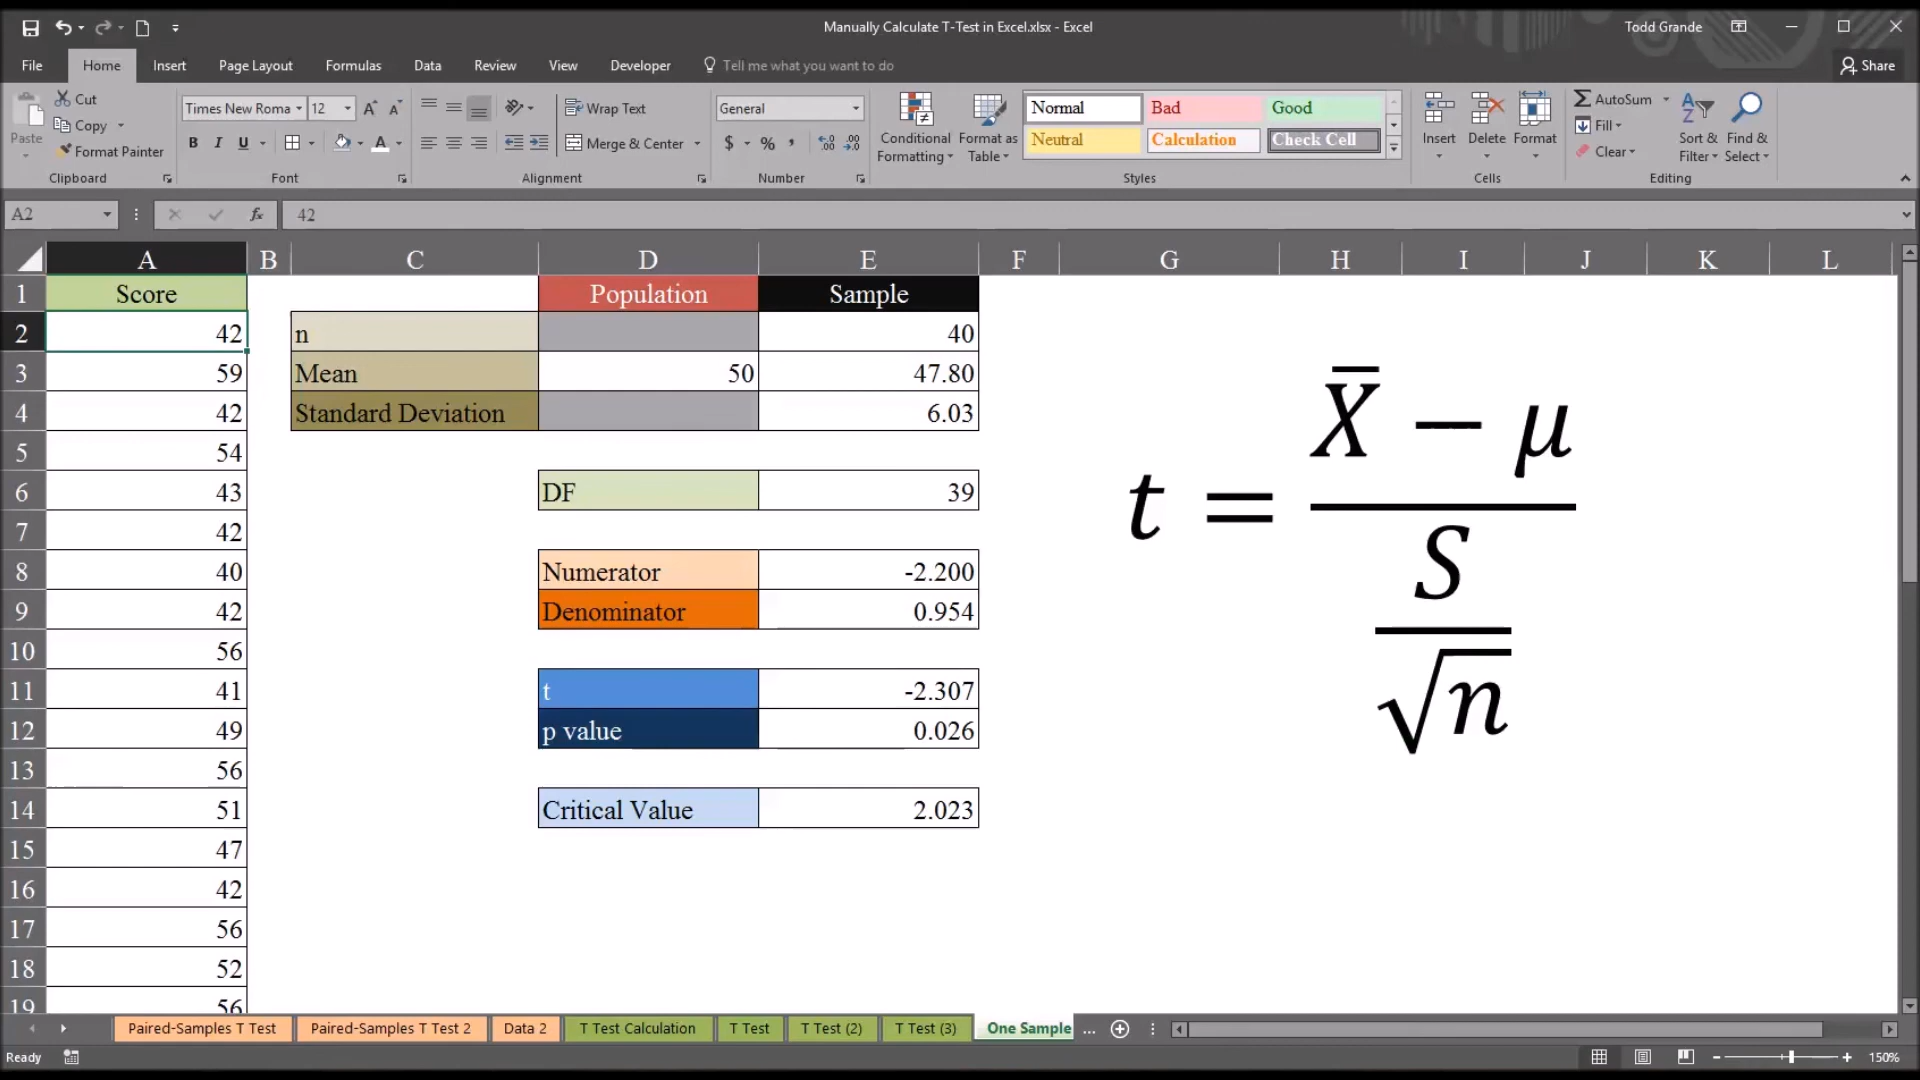 Manually Calculate T-Test in Excel.xlsx - Excel
Todd Grande
File Home Insert Page Layout Formulas Data Review View Developer Tell me what you want to do Share
Paste
Cut
Copy
Format Painter
Clipboard
Times New Roma 12
B I U A
Font
Wrap Text
Merge & Center
Alignment
General
$ % ,
Number
Conditional Formatting
Format as Table
Normal Bad Good
Neutral Calculation Check Cell
Styles
Insert Delete Format
Cells
AutoSum
Fill
Clear
Sort & Filter
Find & Select
Editing
A2 fx 42
A B C D E F G H I J K L
1 Score Population Sample
2 42 n 40
3 59 Mean 50 47.80
4 42 Standard Deviation 6.03
5 54
6 43 DF 39
7 42
8 40 Numerator -2.200
9 42 Denominator 0.954
10 56
11 41 t -2.307
12 49 p value 0.026
13 56
14 51 Critical Value 2.023
15 47
16 42
17 56
18 52
19 56
X̄ − μ
t =
S
√n
Paired-Samples T Test Paired-Samples T Test 2 Data 2 T Test Calculation T Test T Test (2) T Test (3) One Sample ...
Ready 150%